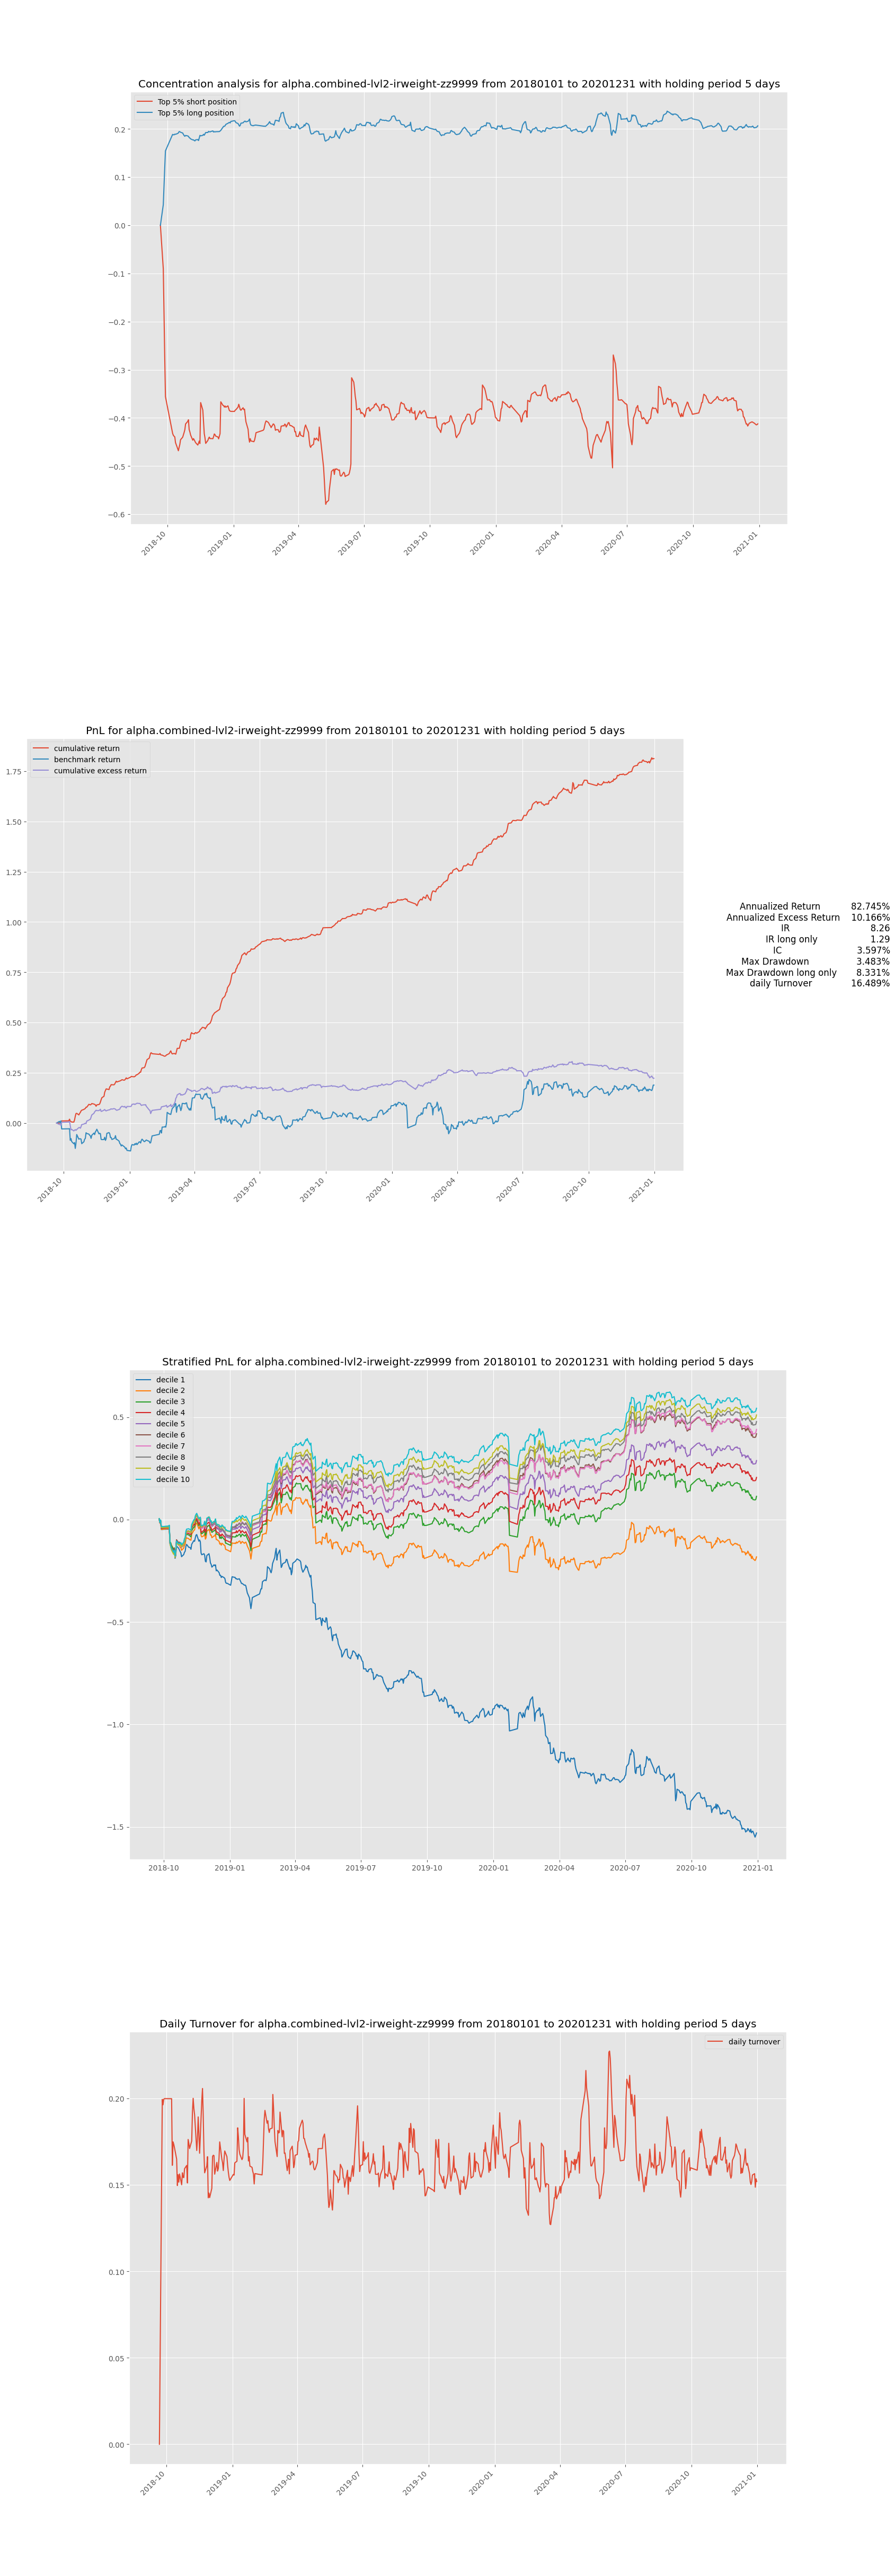 Concentration analysis for alpha.combined-lvl2-irweight-zz9999 from 20180101 to 20201231 with holding period 5 days
Top 5% short position
Top 5% long position
0.2
0.1
0.0
−0.1
−0.2
−0.3
−0.4
−0.5
−0.6
2018-10
2019-01
2019-04
2019-07
2019-10
2020-01
2020-04
2020-07
2020-10
2021-01
PnL for alpha.combined-lvl2-irweight-zz9999 from 20180101 to 20201231 with holding period 5 days
cumulative return
benchmark return
cumulative excess return
1.75
1.50
1.25
1.00
0.75
0.50
0.25
0.00
2018-10
2019-01
2019-04
2019-07
2019-10
2020-01
2020-04
2020-07
2020-10
2021-01
Annualized Return 82.745%
Annualized Excess Return 10.166%
IR 8.26
IR long only 1.29
IC 3.597%
Max Drawdown 3.483%
Max Drawdown long only 8.331%
daily Turnover 16.489%
Stratified PnL for alpha.combined-lvl2-irweight-zz9999 from 20180101 to 20201231 with holding period 5 days
decile 1
decile 2
decile 3
decile 4
decile 5
decile 6
decile 7
decile 8
decile 9
decile 10
0.5
0.0
−0.5
−1.0
−1.5
2018-10
2019-01
2019-04
2019-07
2019-10
2020-01
2020-04
2020-07
2020-10
2021-01
Daily Turnover for alpha.combined-lvl2-irweight-zz9999 from 20180101 to 20201231 with holding period 5 days
daily turnover
0.20
0.15
0.10
0.05
0.00
2018-10
2019-01
2019-04
2019-07
2019-10
2020-01
2020-04
2020-07
2020-10
2021-01